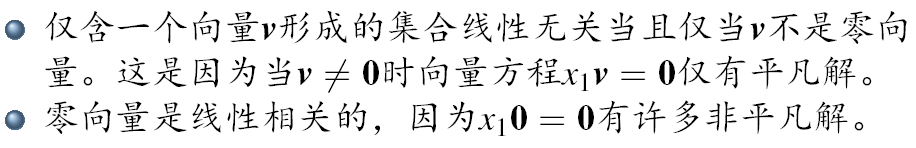 仅含一个向量v形成的集合线性无关当且仅当v不是零向
量。这是因为当v ≠ 0时向量方程x₁v = 0仅有平凡解。
零向量是线性相关的，因为x₁0 = 0有许多非平凡解。